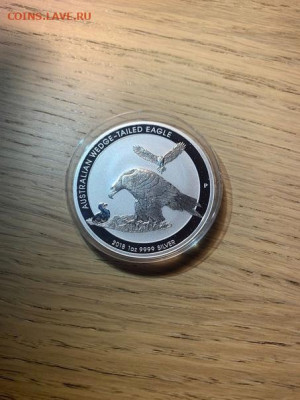 COINS.LAVE.RU
AUSTRALIAN WEDGE-TAILED EAGLE
P
2018 1oz 9999 SILVER